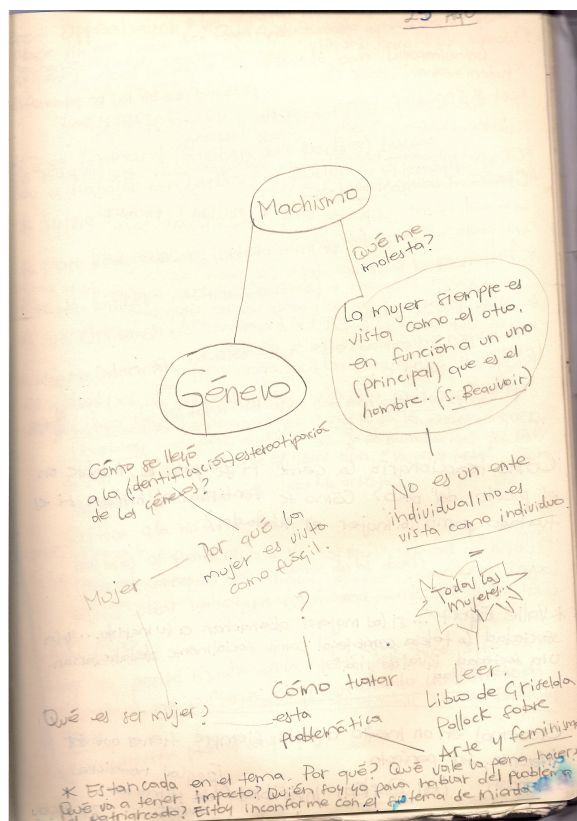 25 Ago
Machismo
Qué me
molesta?
La mujer siempre es
vista como el otro,
en función a un uno
(principal) que es el
hombre. (S. Beauvoir)
Género
Cómo se llegó
a la (identificación) estereotipación
de los géneros?
No es un ente
individual, no es
vista como individuo.
=
Por qué la
mujer es vista
como frágil.
Mujer
Todas las
mujeres...
?
Cómo tratar
esta
problemática
Leer.
Libro de Griselda
Pollock sobre
Arte y feminismo
Qué es ser mujer?
* Estancada en el tema. Por qué? Qué vale la pena hacer?
Qué va a tener impacto? Quién soy yo para hablar del problema
patriarcado? Estoy inconforme con el sistema de